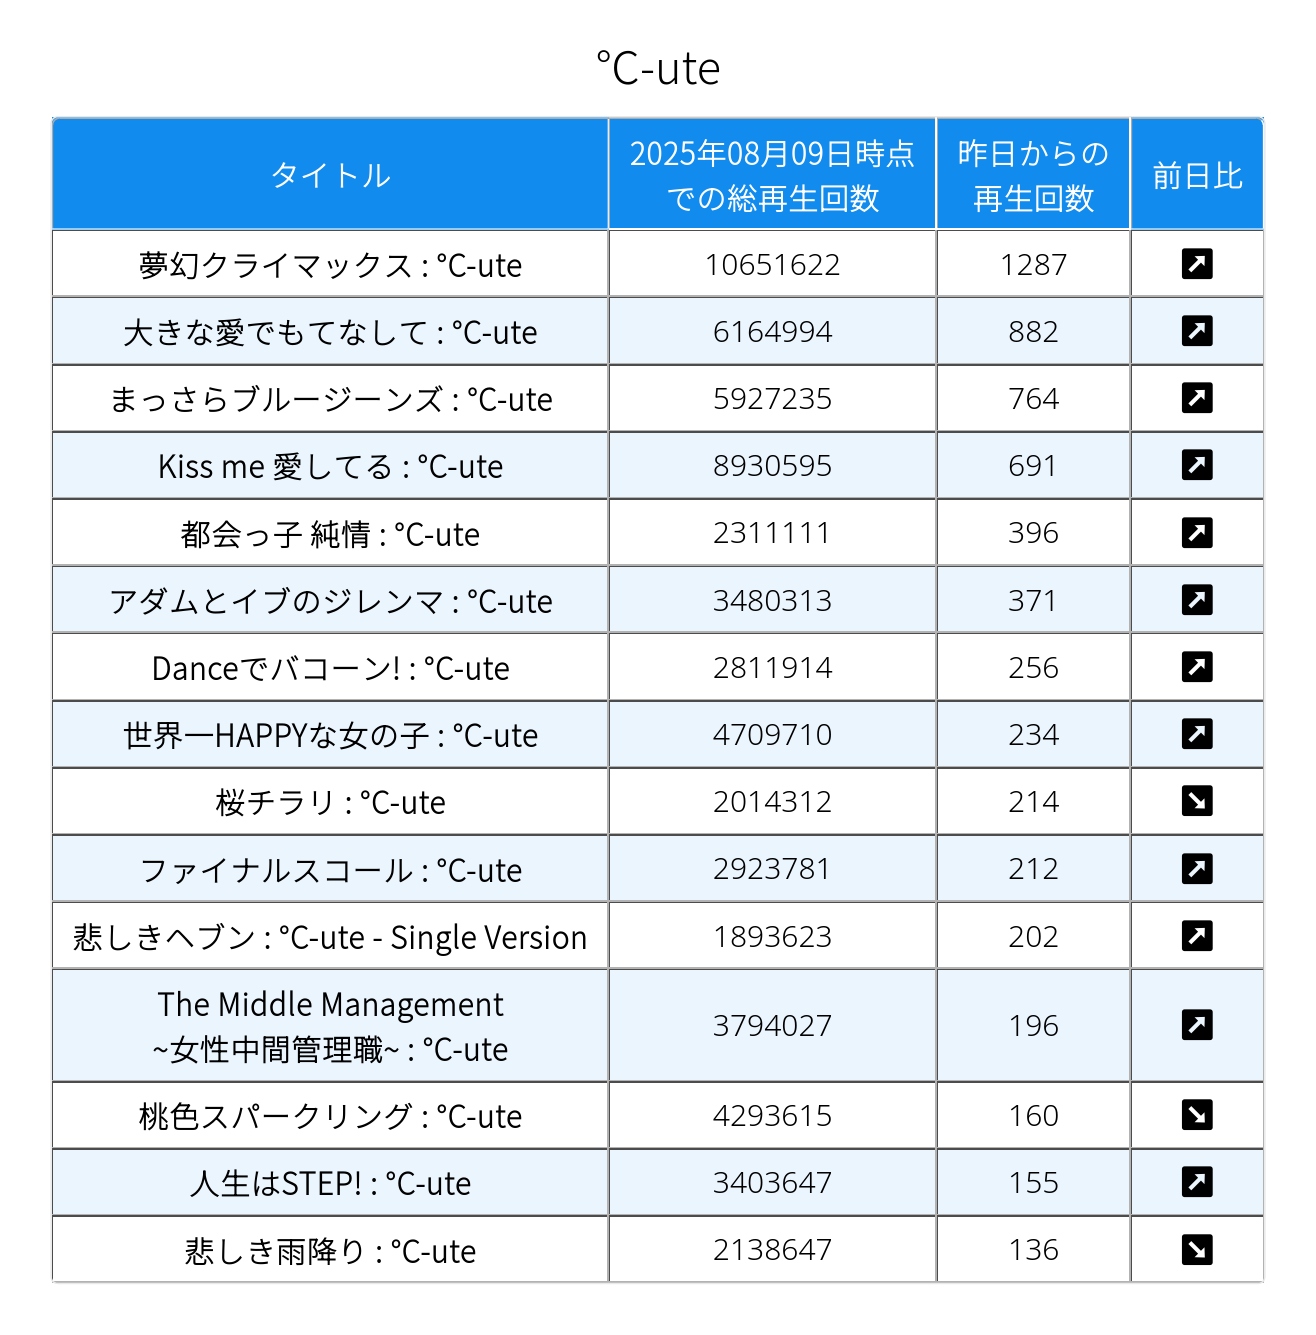 ℃-ute
タイトル
2025年08月09日時点
での総再生回数
昨日からの
再生回数
前日比
夢幻クライマックス : ℃-ute 10651622 1287
大きな愛でもてなして : ℃-ute 6164994 882
まっさらブルージーンズ : ℃-ute 5927235 764
Kiss me 愛してる : ℃-ute 8930595 691
都会っ子 純情 : ℃-ute 2311111 396
アダムとイブのジレンマ : ℃-ute 3480313 371
Danceでバコーン! : ℃-ute 2811914 256
世界一HAPPYな女の子 : ℃-ute 4709710 234
桜チラリ : ℃-ute 2014312 214
ファイナルスコール : ℃-ute 2923781 212
悲しきヘブン : ℃-ute - Single Version 1893623 202
The Middle Management
~女性中間管理職~ : ℃-ute 3794027 196
桃色スパークリング : ℃-ute 4293615 160
人生はSTEP! : ℃-ute 3403647 155
悲しき雨降り : ℃-ute 2138647 136